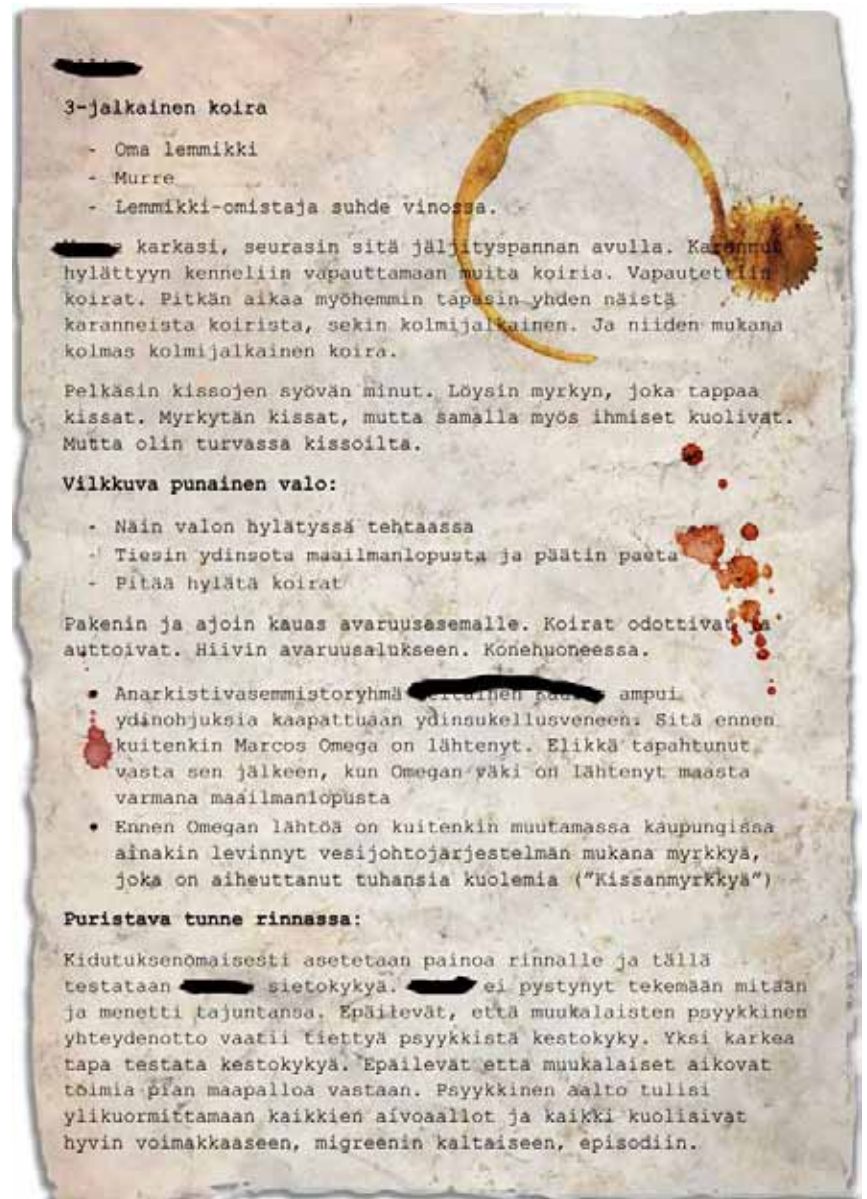 3-jalkainen koira
- Oma lemmikki
- Murre
- Lemmikki-omistaja suhde vinossa.
karkasi, seurasin sitä jäljityspannan avulla. Karannut
hylättyyn kenneliin vapauttamaan muita koiria. Vapautettiin
koirat. Pitkän aikaa myöhemmin tapasin yhden näistä
karanneista koirista, sekin kolmijalkainen. Ja niiden mukana
kolmas kolmijalkainen koira.
Pelkäsin kissojen syövän minut. Löysin myrkyn, joka tappaa
kissat. Myrkytän kissat, mutta samalla myös ihmiset kuolivat.
Mutta olin turvassa kissoilta.
Vilkkuva punainen valo:
- Näin valon hylätyssä tehtaassa
- Tiesin ydinsota maailmanlopusta ja päätin paeta
- Pitää hylätä koirat
Pakenin ja ajoin kauas avaruusasemalle. Koirat odottivat ja
auttoivat. Hiivin avaruusalukseen. Konehuoneessa.
• Anarkistivasemmistoryhmä ampui
ydinohjuksia kaapattuaan ydinsukellusveneen. Sitä ennen
kuitenkin Marcos Omega on lähtenyt. Elikkä tapahtunut
vasta sen jälkeen, kun Omegan väki on lähtenyt maasta
varmana maailmanlopusta
• Ennen Omegan lähtöä on kuitenkin muutamassa kaupungissa
ainakin levinnyt vesijohtojärjestelmän mukana myrkkyä,
joka on aiheuttanut tuhansia kuolemia ("Kissanmyrkkyä")
Puristava tunne rinnassa:
Kidutuksenomaisesti asetetaan painoa rinnalle ja tällä
testataan sietokykyä. ei pystynyt tekemään mitään
ja menetti tajuntansa. Epäilevät, että muukalaisten psyykkinen
yhteydenotto vaatii tiettyä psyykkistä kestokyky. Yksi karkea
tapa testata kestokykyä. Epäilevät että muukalaiset aikovat
toimia pian maapalloa vastaan. Psyykkinen aalto tulisi
ylikuormittamaan kaikkien aivoaallot ja kaikki kuolisivat
hyvin voimakkaaseen, migreenin kaltaiseen, episodiin.